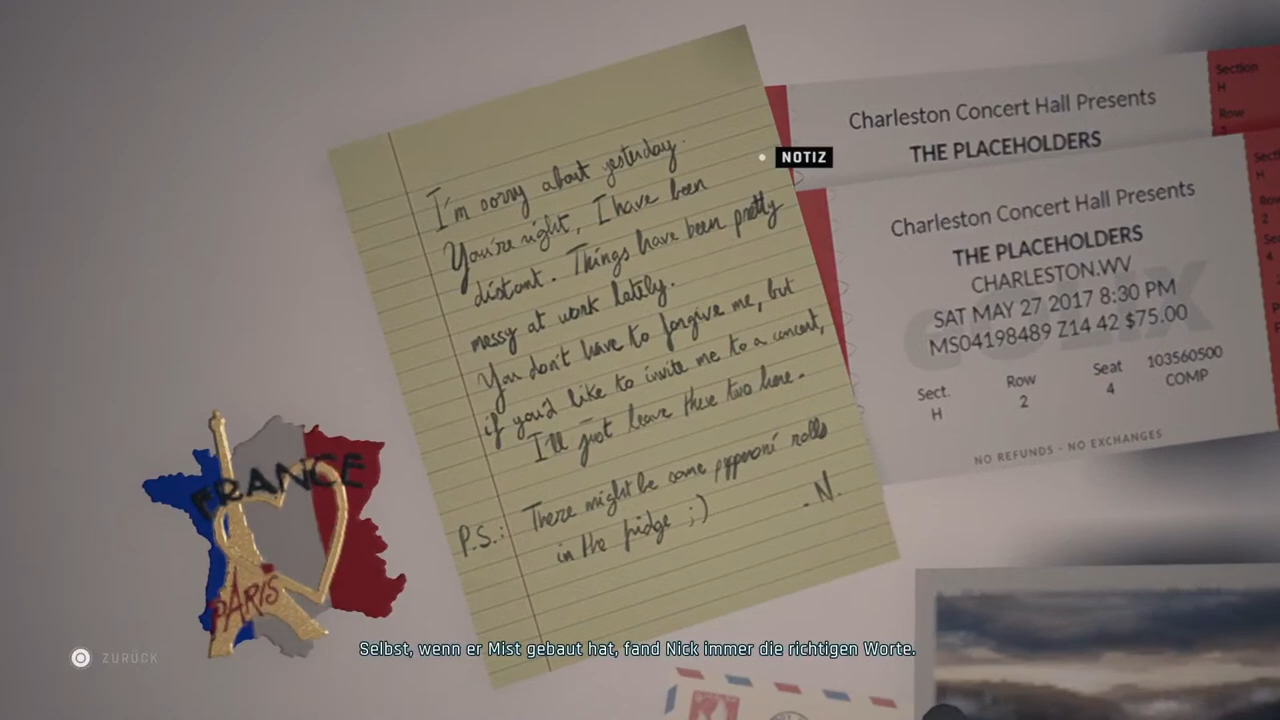 I'm sorry about yesterday.
You're right, I have been
distant. Things have been pretty
messy at work lately.
You don't have to forgive me, but
if you'd like to invite me to a concert,
I'll just leave these two here.
P.S.: There might be some pepperoni rolls
in the fridge ;)
- N.
NOTIZ
Charleston Concert Hall Presents
THE PLACEHOLDERS
Section
H
Row
Charleston Concert Hall Presents
THE PLACEHOLDERS
CHARLESTON.WV
SAT MAY 27 2017 8:30 PM
MS04198489 Z14 42 $75.00
Sect.
H
Row
2
Seat
4
103560500
COMP
NO REFUNDS - NO EXCHANGES
FRANCE
PARIS
Selbst, wenn er Mist gebaut hat, fand Nick immer die richtigen Worte.
ZURÜCK